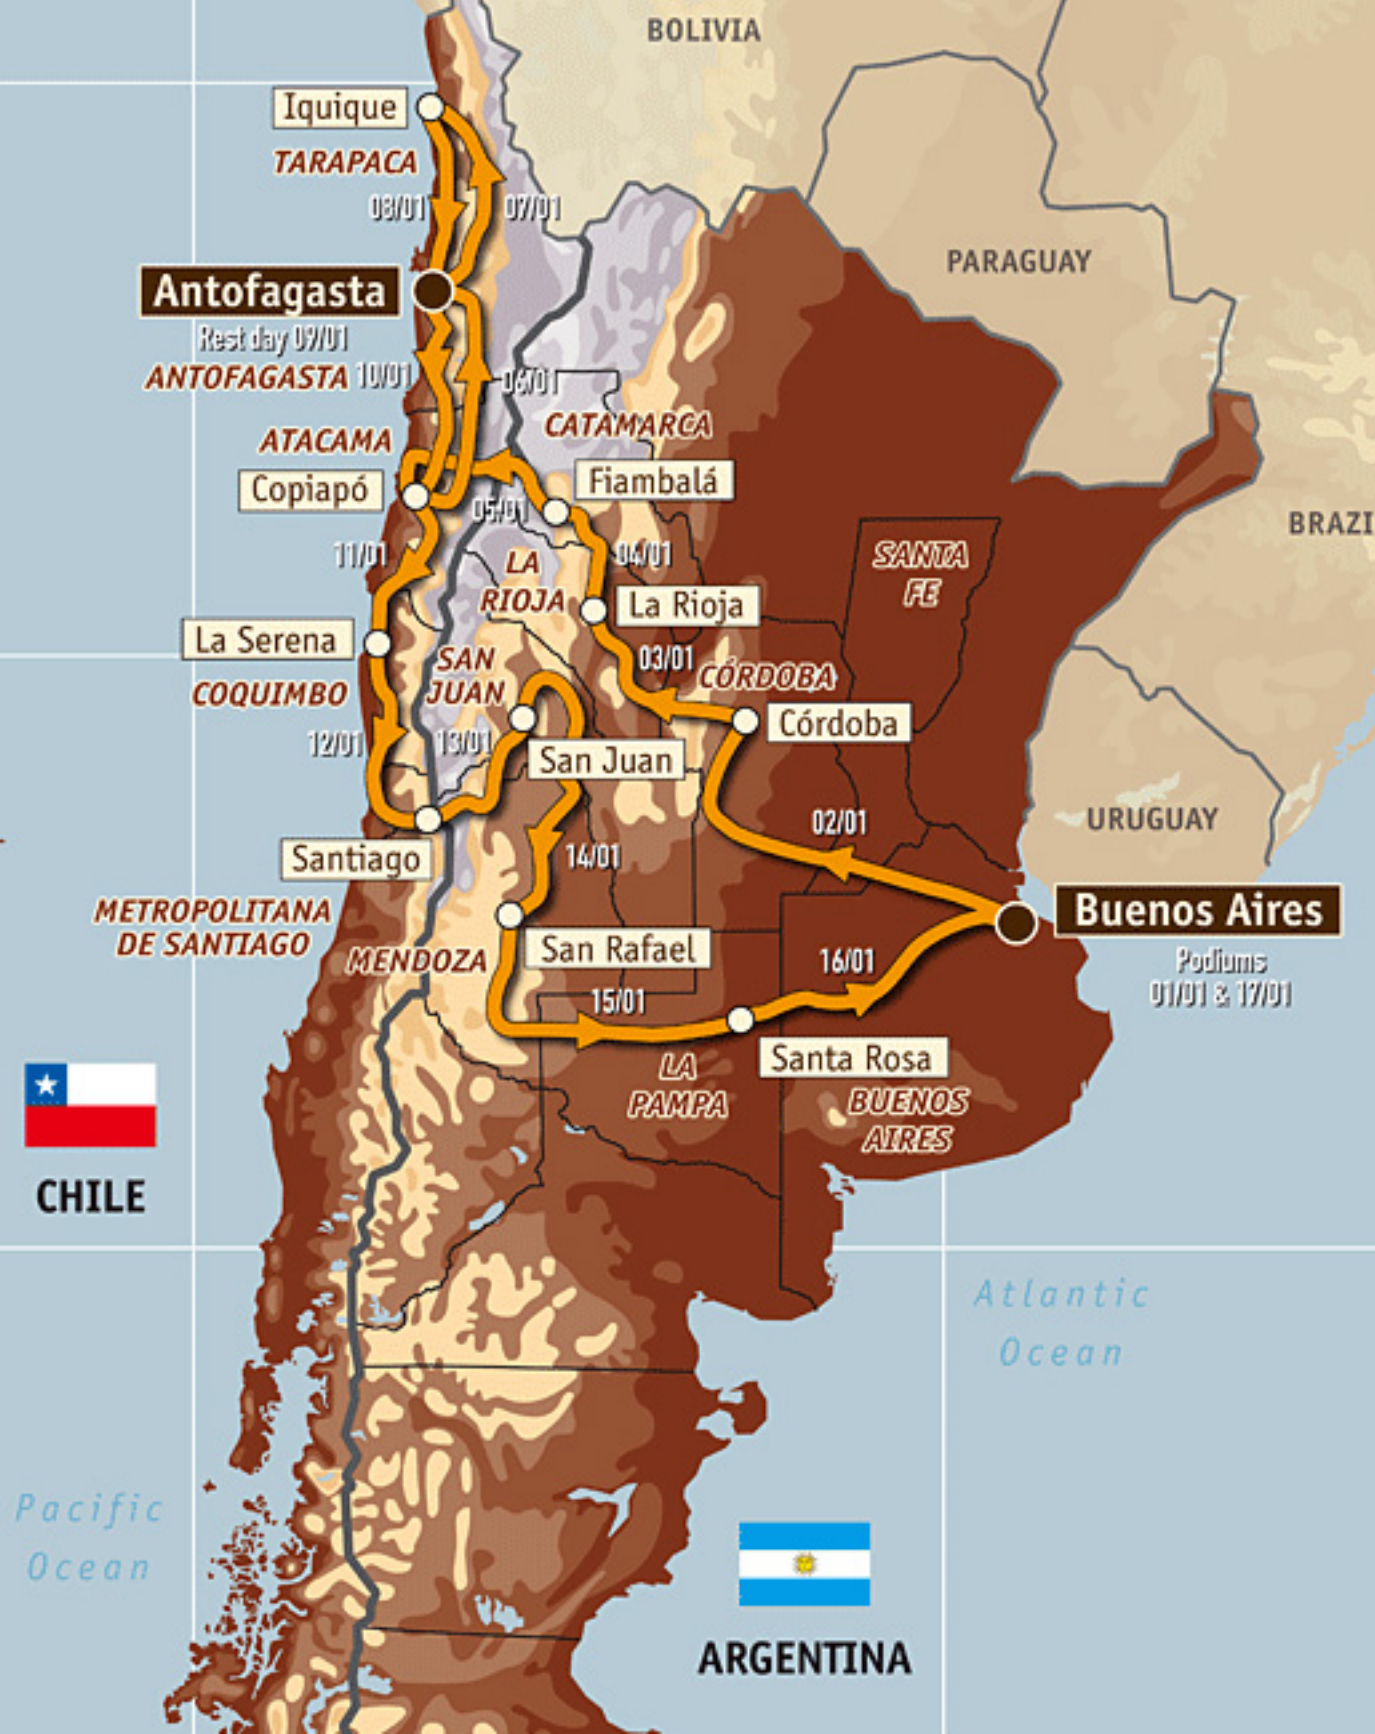 BOLIVIA
Iquique
TARAPACA
08/01
07/01
PARAGUAY
Antofagasta
Rest day 09/01
ANTOFAGASTA
10/01
06/01
CATAMARCA
ATACAMA
Fiambalá
Copiapó
05/01
BRAZI
11/01
04/01
SANTA
FE
LA
RIOJA
La Rioja
La Serena
SAN
JUAN
03/01
CÓRDOBA
COQUIMBO
Córdoba
12/01
13/01
San Juan
02/01
URUGUAY
Santiago
14/01
METROPOLITANA
DE SANTIAGO
Buenos Aires
San Rafael
MENDOZA
16/01
Podiums
01/01 & 17/01
15/01
Santa Rosa
LA
PAMPA
BUENOS
AIRES
CHILE
Atlantic
Ocean
Pacific
Ocean
ARGENTINA